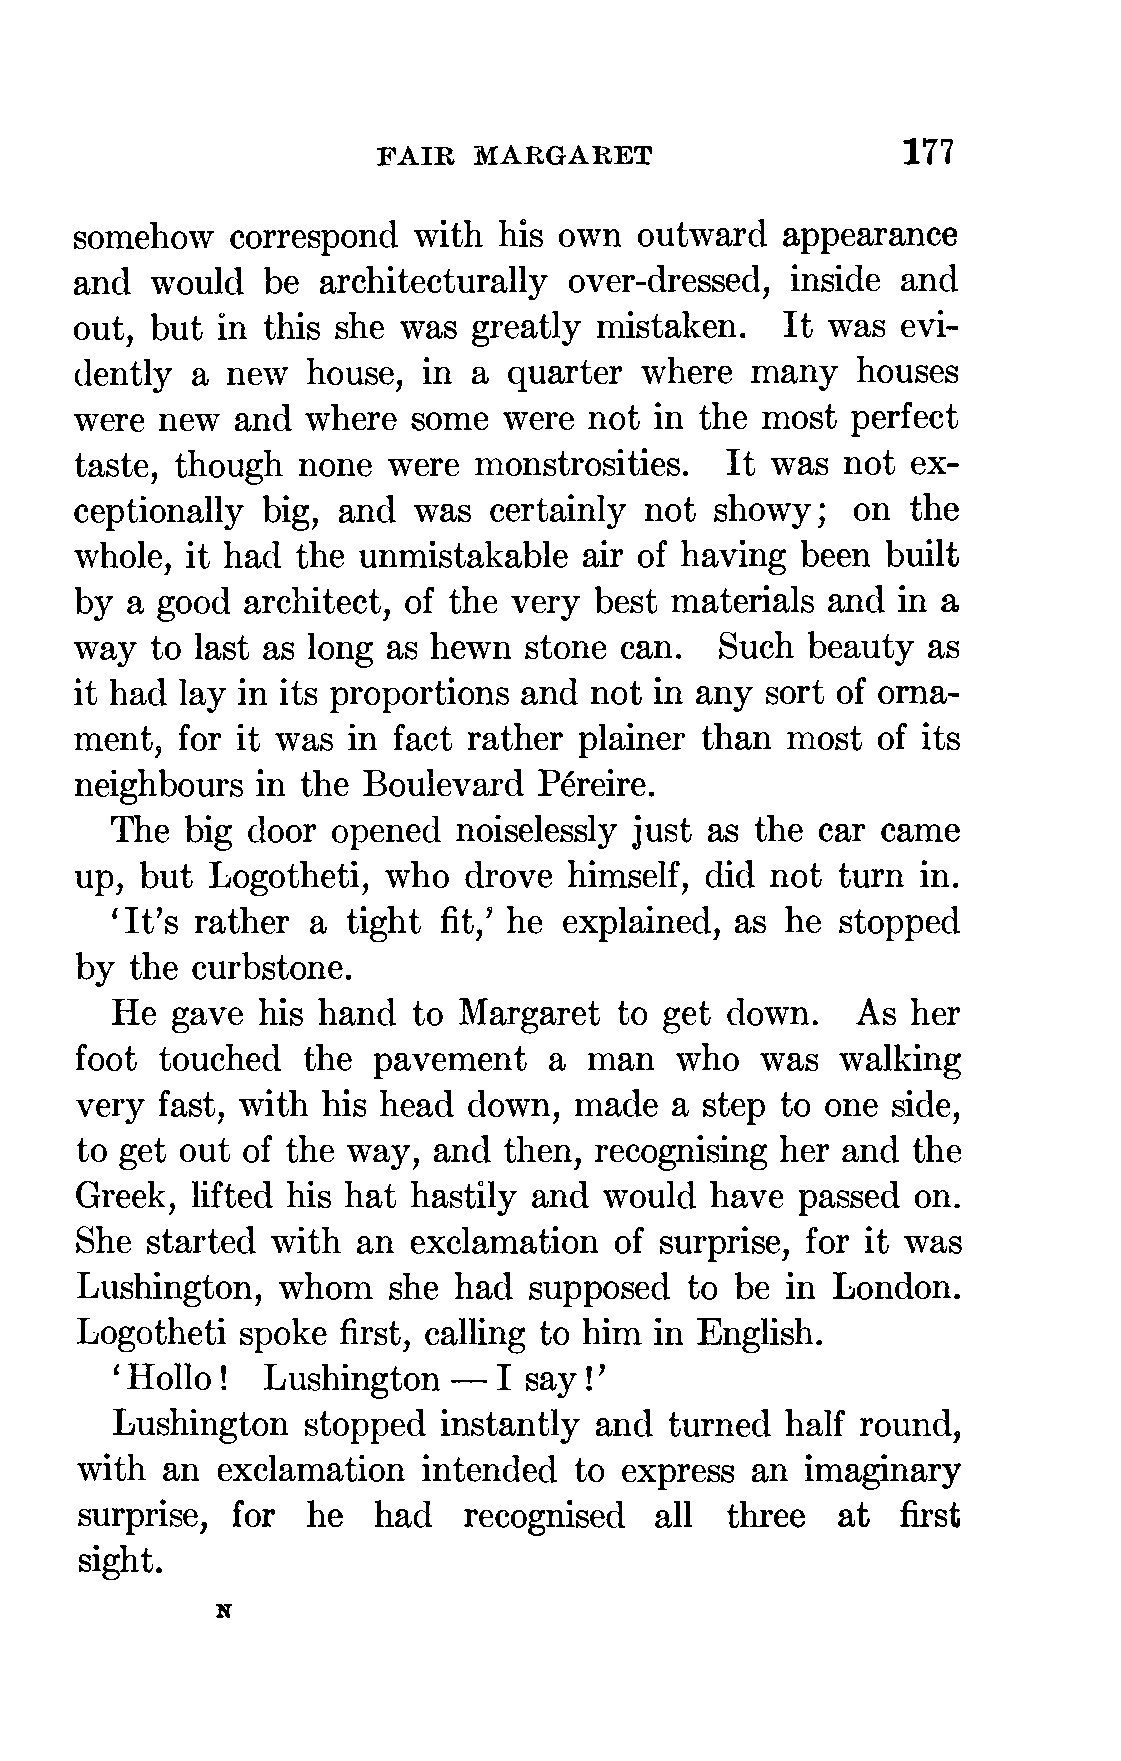 FAIR MARGARET 177
somehow correspond with his own outward appearance
and would be architecturally over-dressed, inside and
out, but in this she was greatly mistaken. It was evi-
dently a new house, in a quarter where many houses
were new and where some were not in the most perfect
taste, though none were monstrosities. It was not ex-
ceptionally big, and was certainly not showy; on the
whole, it had the unmistakable air of having been built
by a good architect, of the very best materials and in a
way to last as long as hewn stone can. Such beauty as
it had lay in its proportions and not in any sort of orna-
ment, for it was in fact rather plainer than most of its
neighbours in the Boulevard Péreire.
The big door opened noiselessly just as the car came
up, but Logotheti, who drove himself, did not turn in.
‘It’s rather a tight fit,’ he explained, as he stopped
by the curbstone.
He gave his hand to Margaret to get down. As her
foot touched the pavement a man who was walking
very fast, with his head down, made a step to one side,
to get out of the way, and then, recognising her and the
Greek, lifted his hat hastily and would have passed on.
She started with an exclamation of surprise, for it was
Lushington, whom she had supposed to be in London.
Logotheti spoke first, calling to him in English.
‘Hollo! Lushington — I say!’
Lushington stopped instantly and turned half round,
with an exclamation intended to express an imaginary
surprise, for he had recognised all three at first
sight.
N